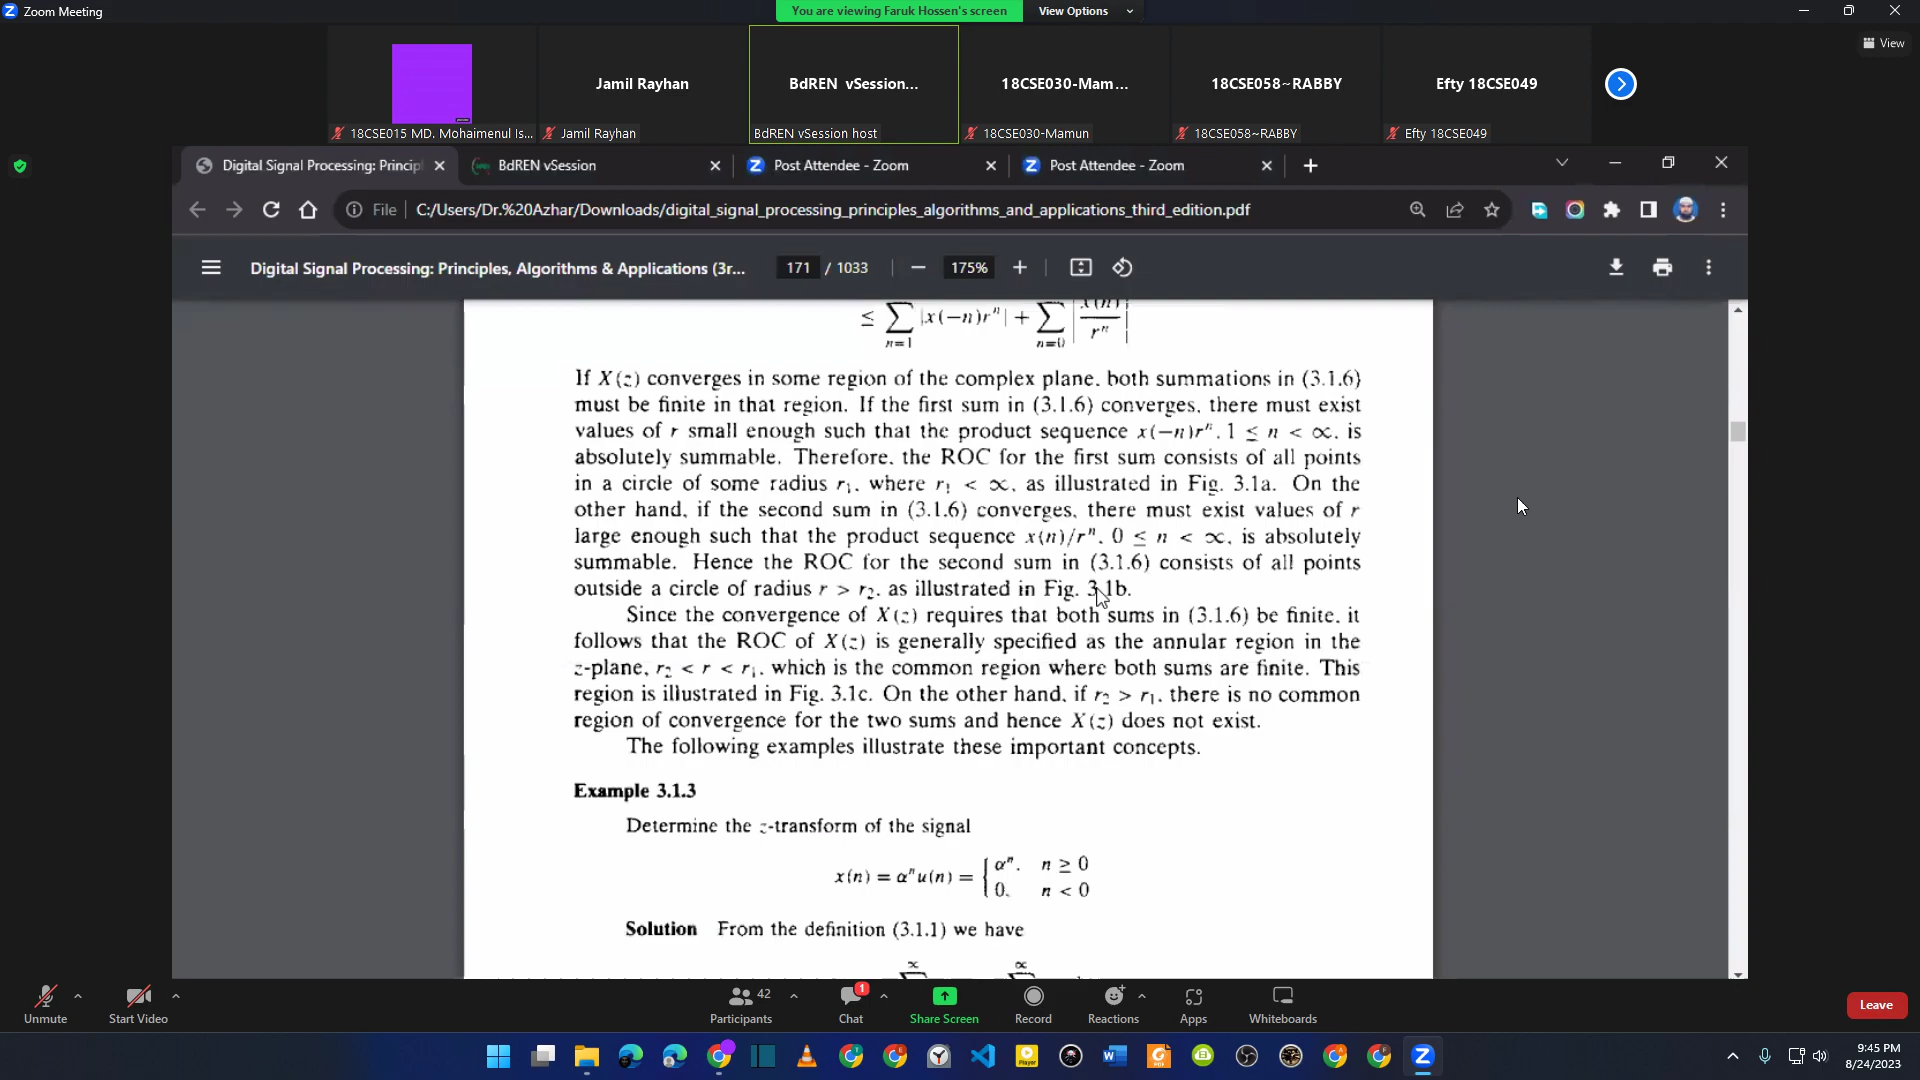 Zoom Meeting
You are viewing Faruk Hossen's screen
View Options
View
Jamil Rayhan
BdREN vSession...
18CSE030-Mam...
18CSE058~RABBY
Efty 18CSE049
18CSE015 MD. Mohaimenul Is...
Jamil Rayhan
BdREN vSession host
18CSE030-Mamun
18CSE058~RABBY
Efty 18CSE049
Digital Signal Processing: Princip
BdREN vSession
Post Attendee - Zoom
Post Attendee - Zoom
File C:/Users/Dr.%20Azhar/Downloads/digital_signal_processing_principles_algorithms_and_applications_third_edition.pdf
Digital Signal Processing: Principles, Algorithms & Applications (3r...
171 / 1033
175%
≤ ∑ n=1 |x(−n)rⁿ| + ∑ n=0 |x(n)/rⁿ|
If X(z) converges in some region of the complex plane, both summations in (3.1.6)
must be finite in that region. If the first sum in (3.1.6) converges, there must exist
values of r small enough such that the product sequence x(−n)rⁿ, 1 ≤ n < ∞, is
absolutely summable. Therefore, the ROC for the first sum consists of all points
in a circle of some radius r₁, where r₁ < ∞, as illustrated in Fig. 3.1a. On the
other hand, if the second sum in (3.1.6) converges, there must exist values of r
large enough such that the product sequence x(n)/rⁿ, 0 ≤ n < ∞, is absolutely
summable. Hence the ROC for the second sum in (3.1.6) consists of all points
outside a circle of radius r > r₂, as illustrated in Fig. 3.1b.
Since the convergence of X(z) requires that both sums in (3.1.6) be finite, it
follows that the ROC of X(z) is generally specified as the annular region in the
z-plane, r₂ < r < r₁, which is the common region where both sums are finite. This
region is illustrated in Fig. 3.1c. On the other hand, if r₂ > r₁, there is no common
region of convergence for the two sums and hence X(z) does not exist.
The following examples illustrate these important concepts.
Example 3.1.3
Determine the z-transform of the signal
x(n) = αⁿu(n) = { αⁿ, n ≥ 0
0, n < 0
Solution From the definition (3.1.1) we have
∞ ∞
Unmute
Start Video
42
Participants
1
Chat
Share Screen
Record
Reactions
Apps
Whiteboards
Leave
9:45 PM
8/24/2023